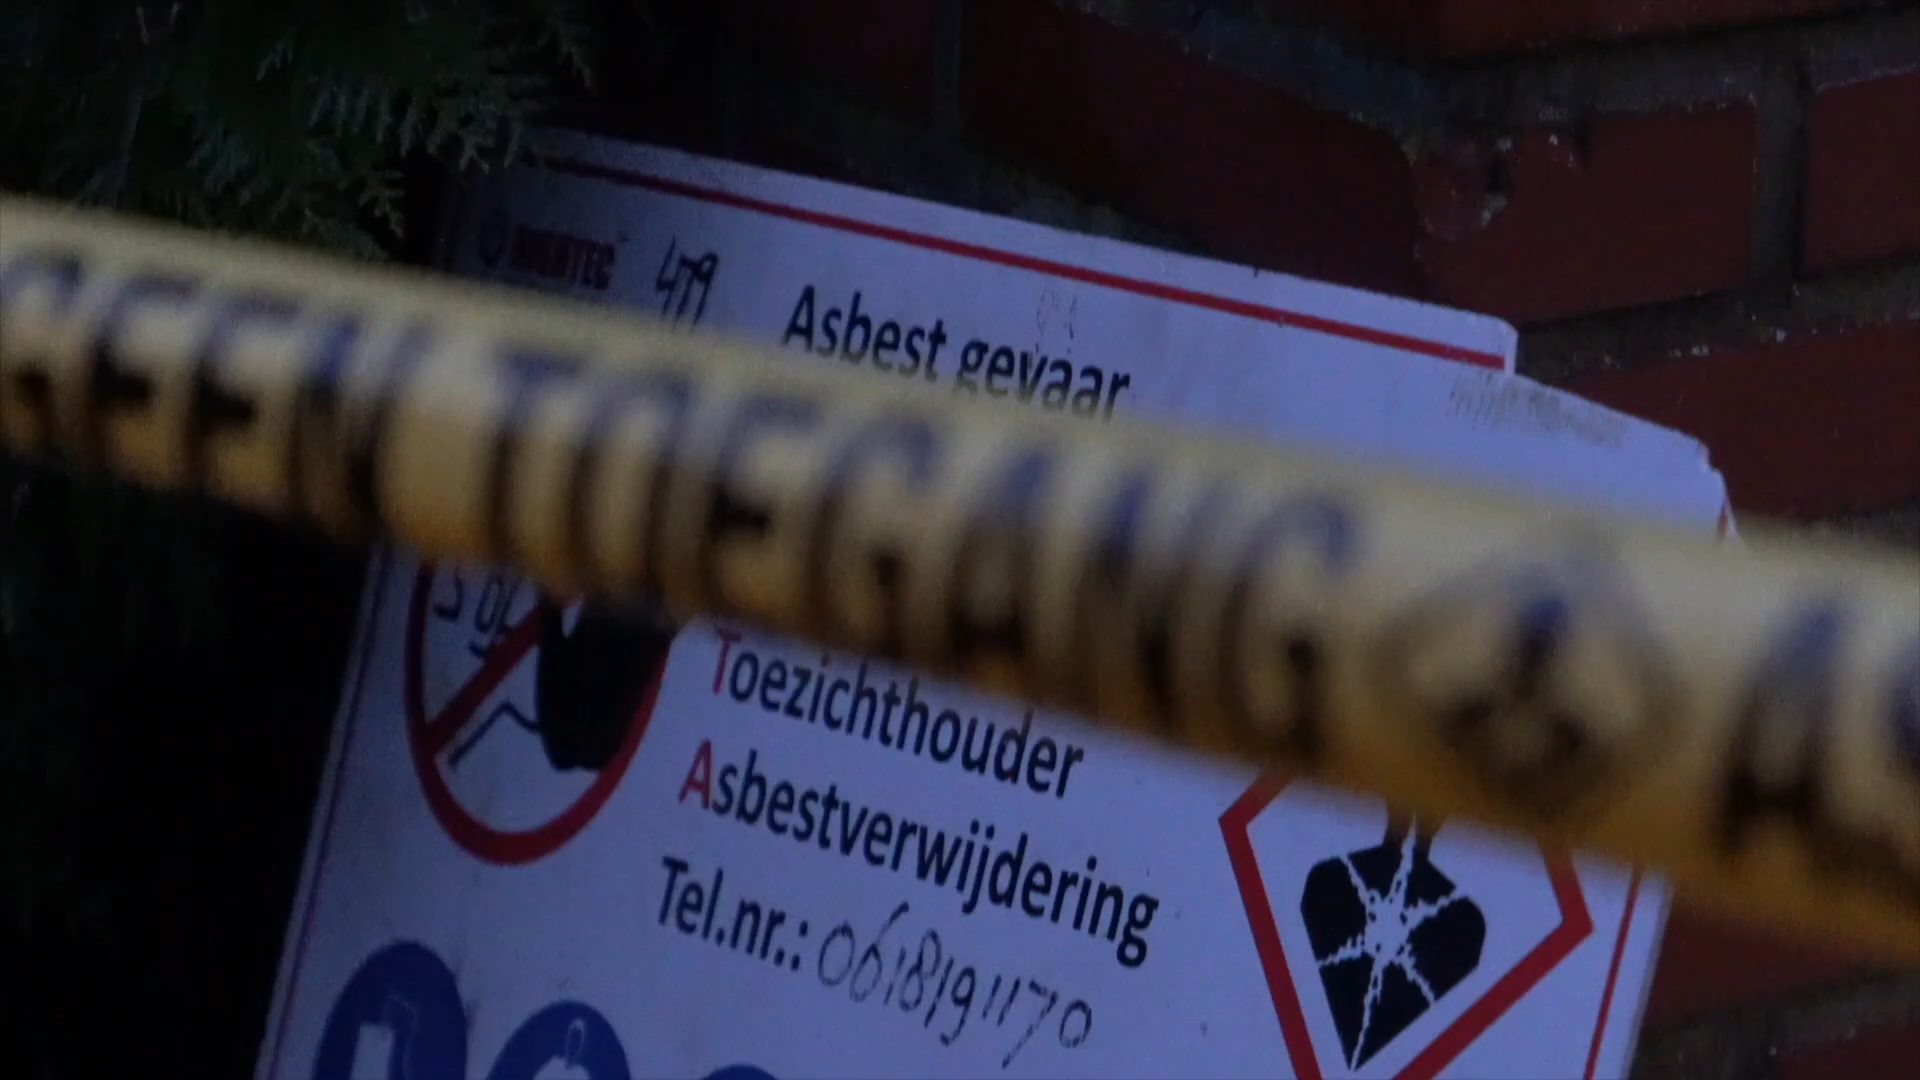 479
Asbest gevaar
GEEN TOEGANG
Toezichthouder
Asbestverwijdering
Tel.nr.: 0618191170